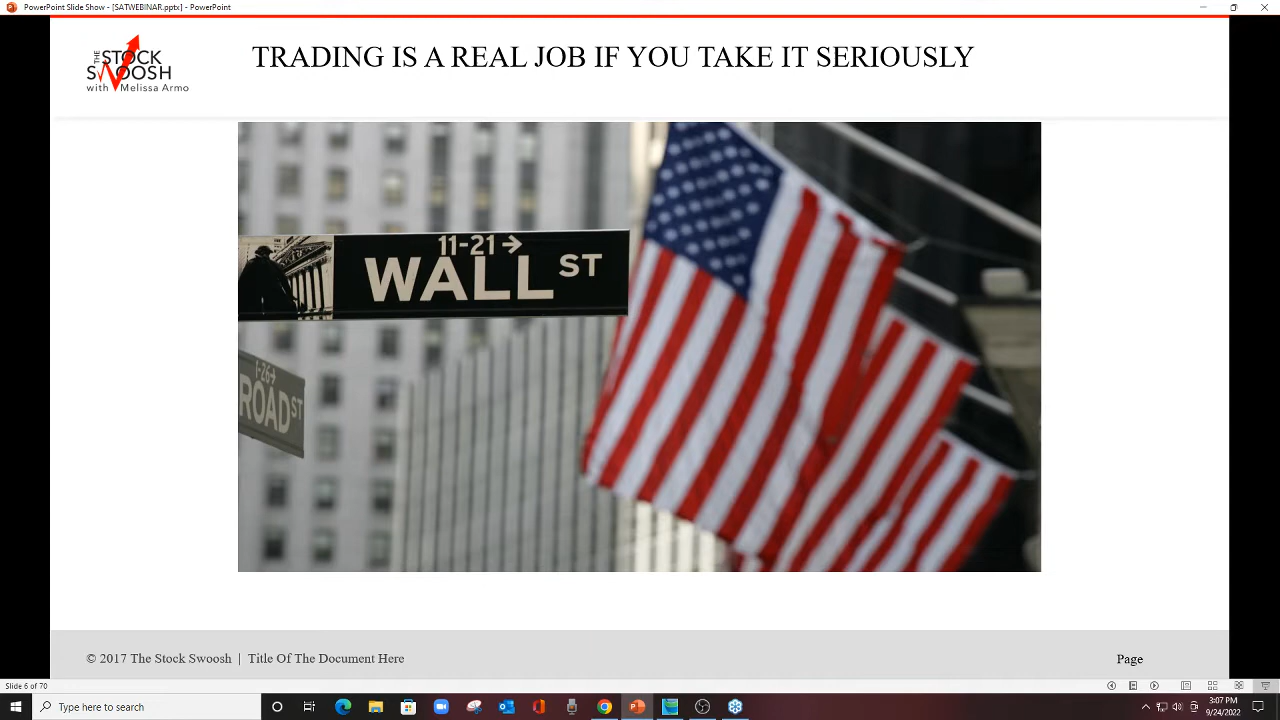 PowerPoint Slide Show - [SATWEBINAR.pptx] - PowerPoint
THE
STOCK
SWOOSH
with Melissa Armo
TRADING IS A REAL JOB IF YOU TAKE IT SERIOUSLY
11-21→
WALL ST
1-26→
ROAD ST
© 2017 The Stock Swoosh | Title Of The Document Here
Page
Slide 6 of 70
Type here to search
3:07 PM
9/24/2022